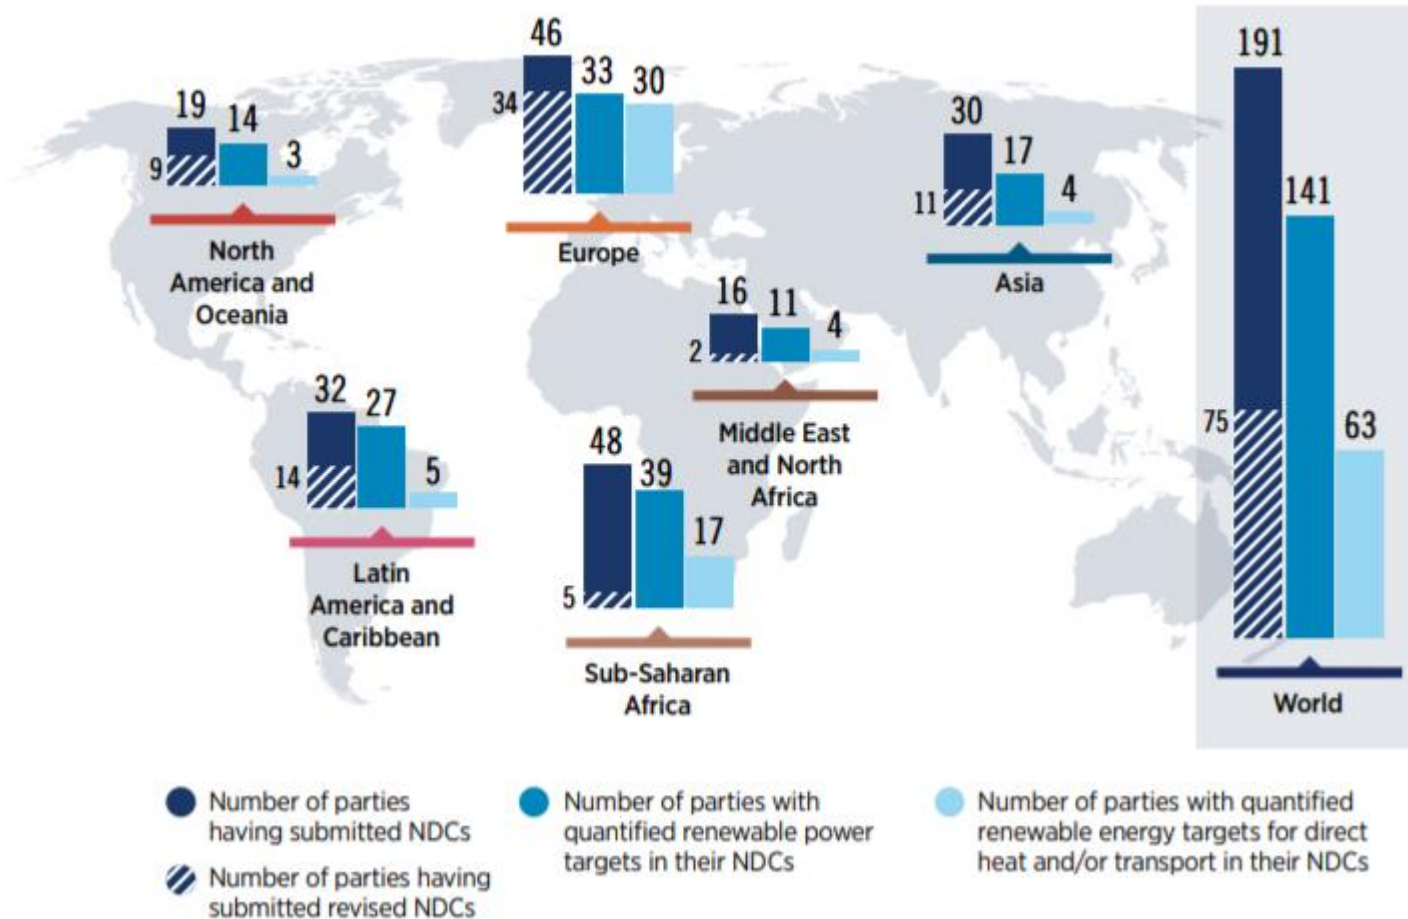 19
14
3
9
North
America and
Oceania
46
33
30
34
Europe
30
17
4
11
Asia
16
11
4
2
Middle East
and North
Africa
32
27
5
14
Latin
America and
Caribbean
48
39
17
5
Sub-Saharan
Africa
191
141
63
75
World
Number of parties
having submitted NDCs
Number of parties having
submitted revised NDCs
Number of parties with
quantified renewable power
targets in their NDCs
Number of parties with quantified
renewable energy targets for direct
heat and/or transport in their NDCs